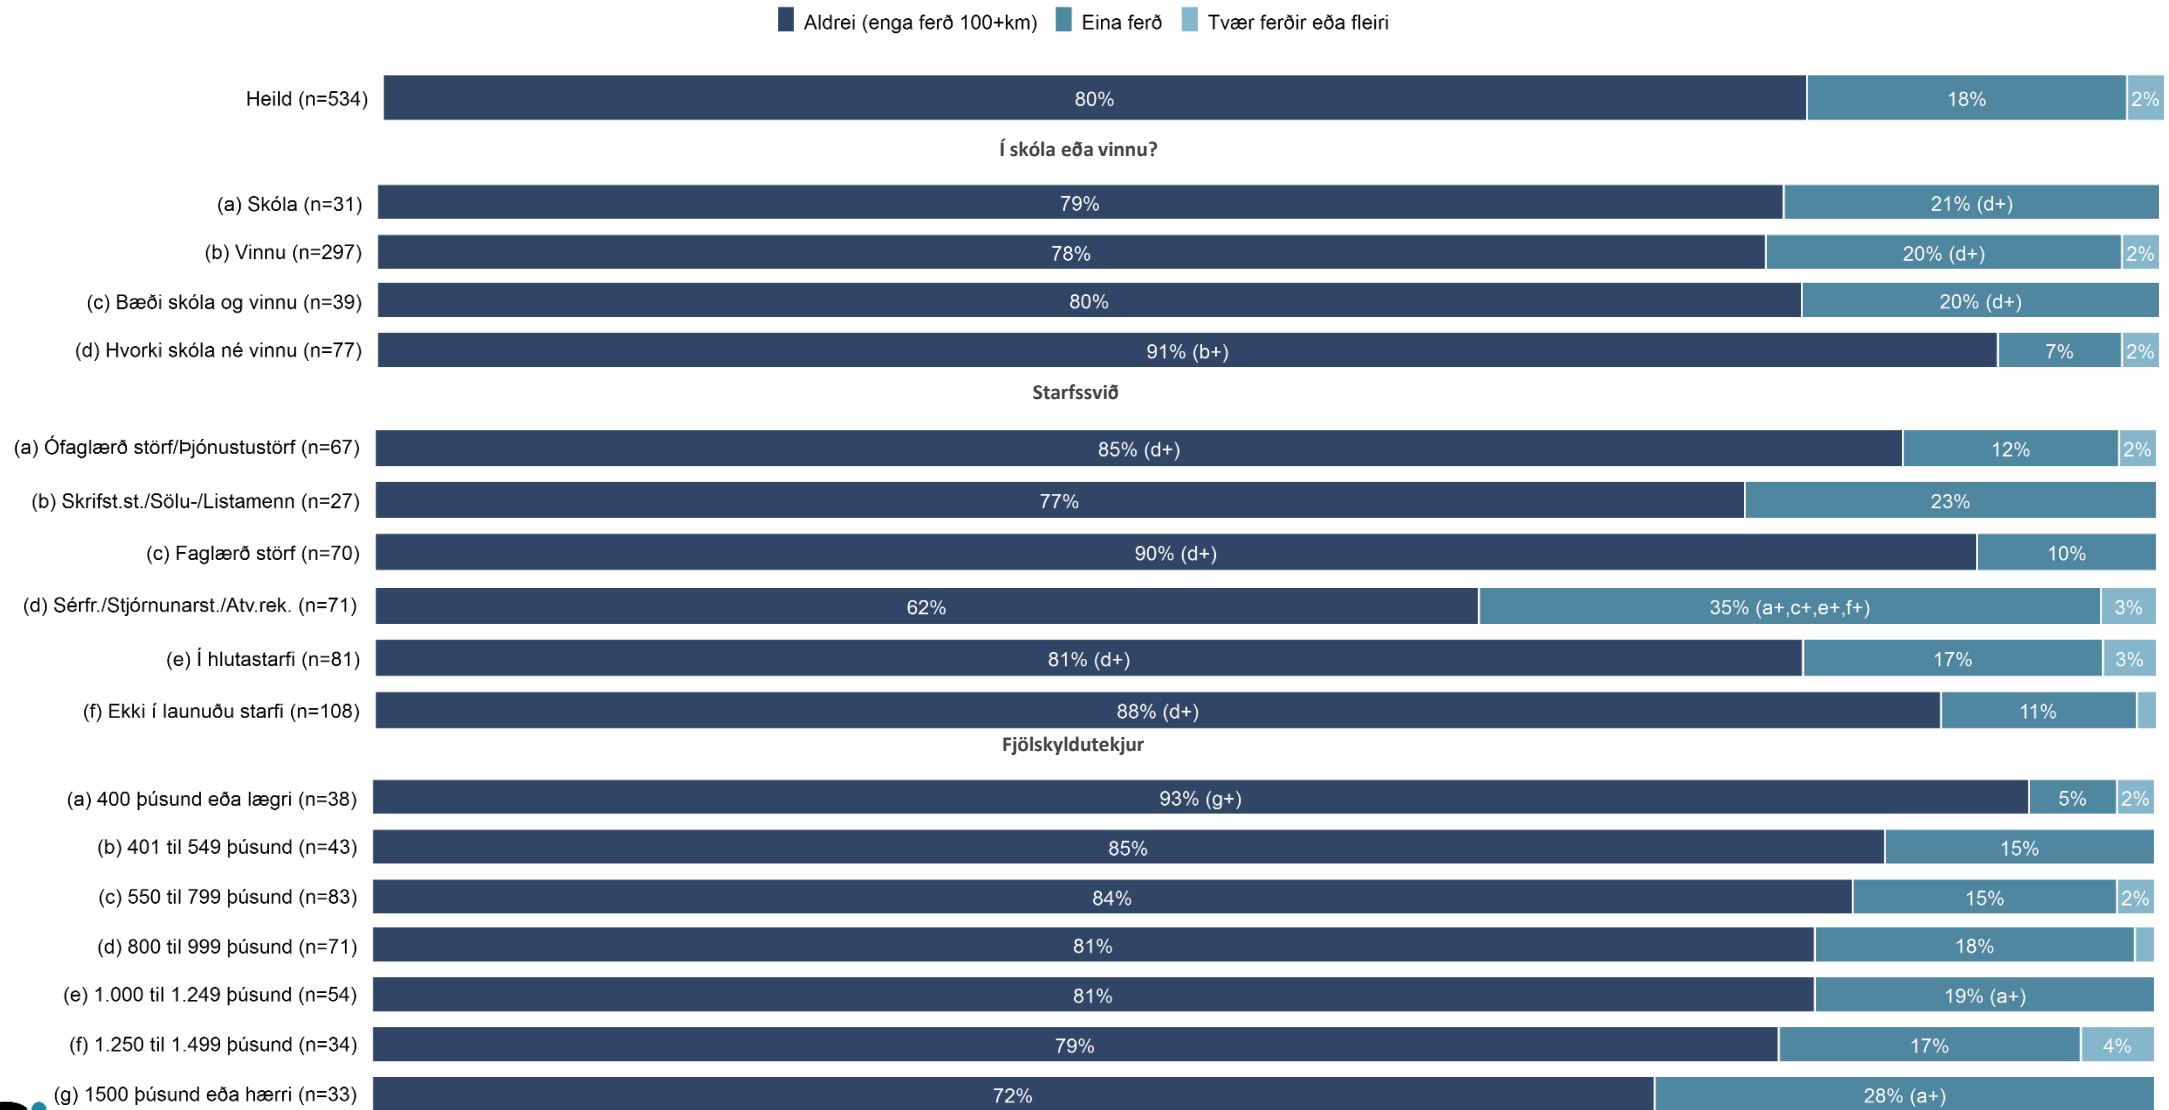 Aldrei (enga ferð 100+km) Eina ferð Tvær ferðir eða fleiri
Heild (n=534) 80% 18% 2%
Í skóla eða vinnu?
(a) Skóla (n=31) 79% 21% (d+)
(b) Vinnu (n=297) 78% 20% (d+) 2%
(c) Bæði skóla og vinnu (n=39) 80% 20% (d+)
(d) Hvorki skóla né vinnu (n=77) 91% (b+) 7% 2%
Starfssvið
(a) Ófaglærð störf/Þjónustustörf (n=67) 85% (d+) 12% 2%
(b) Skrifst.st./Sölu-/Listamenn (n=27) 77% 23%
(c) Faglærð störf (n=70) 90% (d+) 10%
(d) Sérfr./Stjórnunarst./Atv.rek. (n=71) 62% 35% (a+,c+,e+,f+) 3%
(e) Í hlutastarfi (n=81) 81% (d+) 17% 3%
(f) Ekki í launuðu starfi (n=108) 88% (d+) 11%
Fjölskyldutekjur
(a) 400 þúsund eða lægri (n=38) 93% (g+) 5% 2%
(b) 401 til 549 þúsund (n=43) 85% 15%
(c) 550 til 799 þúsund (n=83) 84% 15% 2%
(d) 800 til 999 þúsund (n=71) 81% 18%
(e) 1.000 til 1.249 þúsund (n=54) 81% 19% (a+)
(f) 1.250 til 1.499 þúsund (n=34) 79% 17% 4%
(g) 1500 þúsund eða hærri (n=33) 72% 28% (a+)